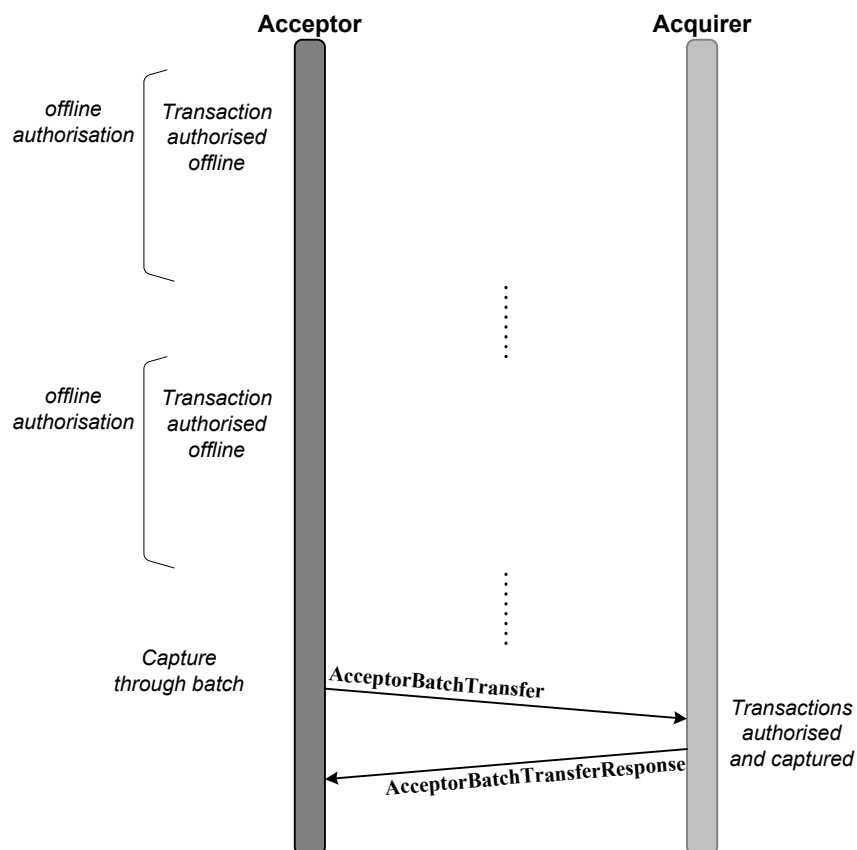 Acceptor
Acquirer
offline
authorisation
Transaction
authorised
offline
offline
authorisation
Transaction
authorised
offline
Capture
through batch
AcceptorBatchTransfer
Transactions
authorised
and captured
AcceptorBatchTransferResponse